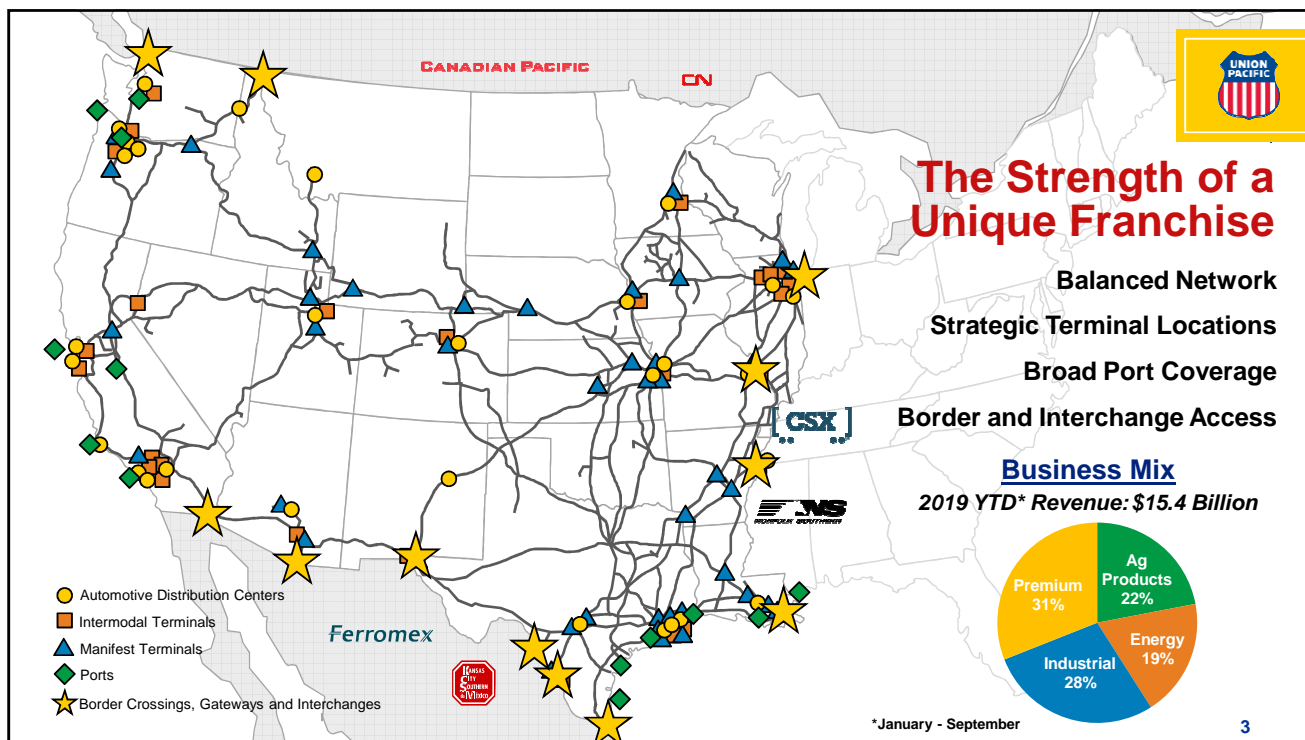 CANADIAN PACIFIC
CN
UNION
PACIFIC
The Strength of a
Unique Franchise
Balanced Network
Strategic Terminal Locations
Broad Port Coverage
Border and Interchange Access
CSX
NS
NORFOLK SOUTHERN
Business Mix
2019 YTD* Revenue: $15.4 Billion
Premium
31%
Ag
Products
22%
Energy
19%
Industrial
28%
Automotive Distribution Centers
Intermodal Terminals
Manifest Terminals
Ports
Border Crossings, Gateways and Interchanges
Ferromex
KANSAS
CITY
SOUTHERN
de MÉXICO
*January - September
3